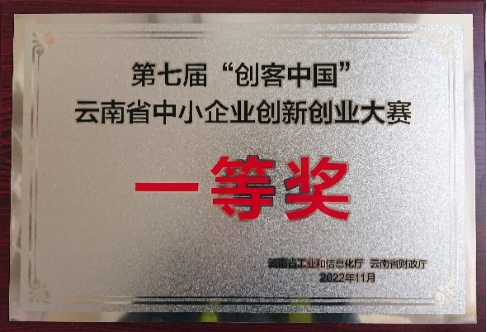 第七届“创客中国”
云南省中小企业创新创业大赛
一等奖
云南省工业和信息化厅 云南省财政厅
2022年11月